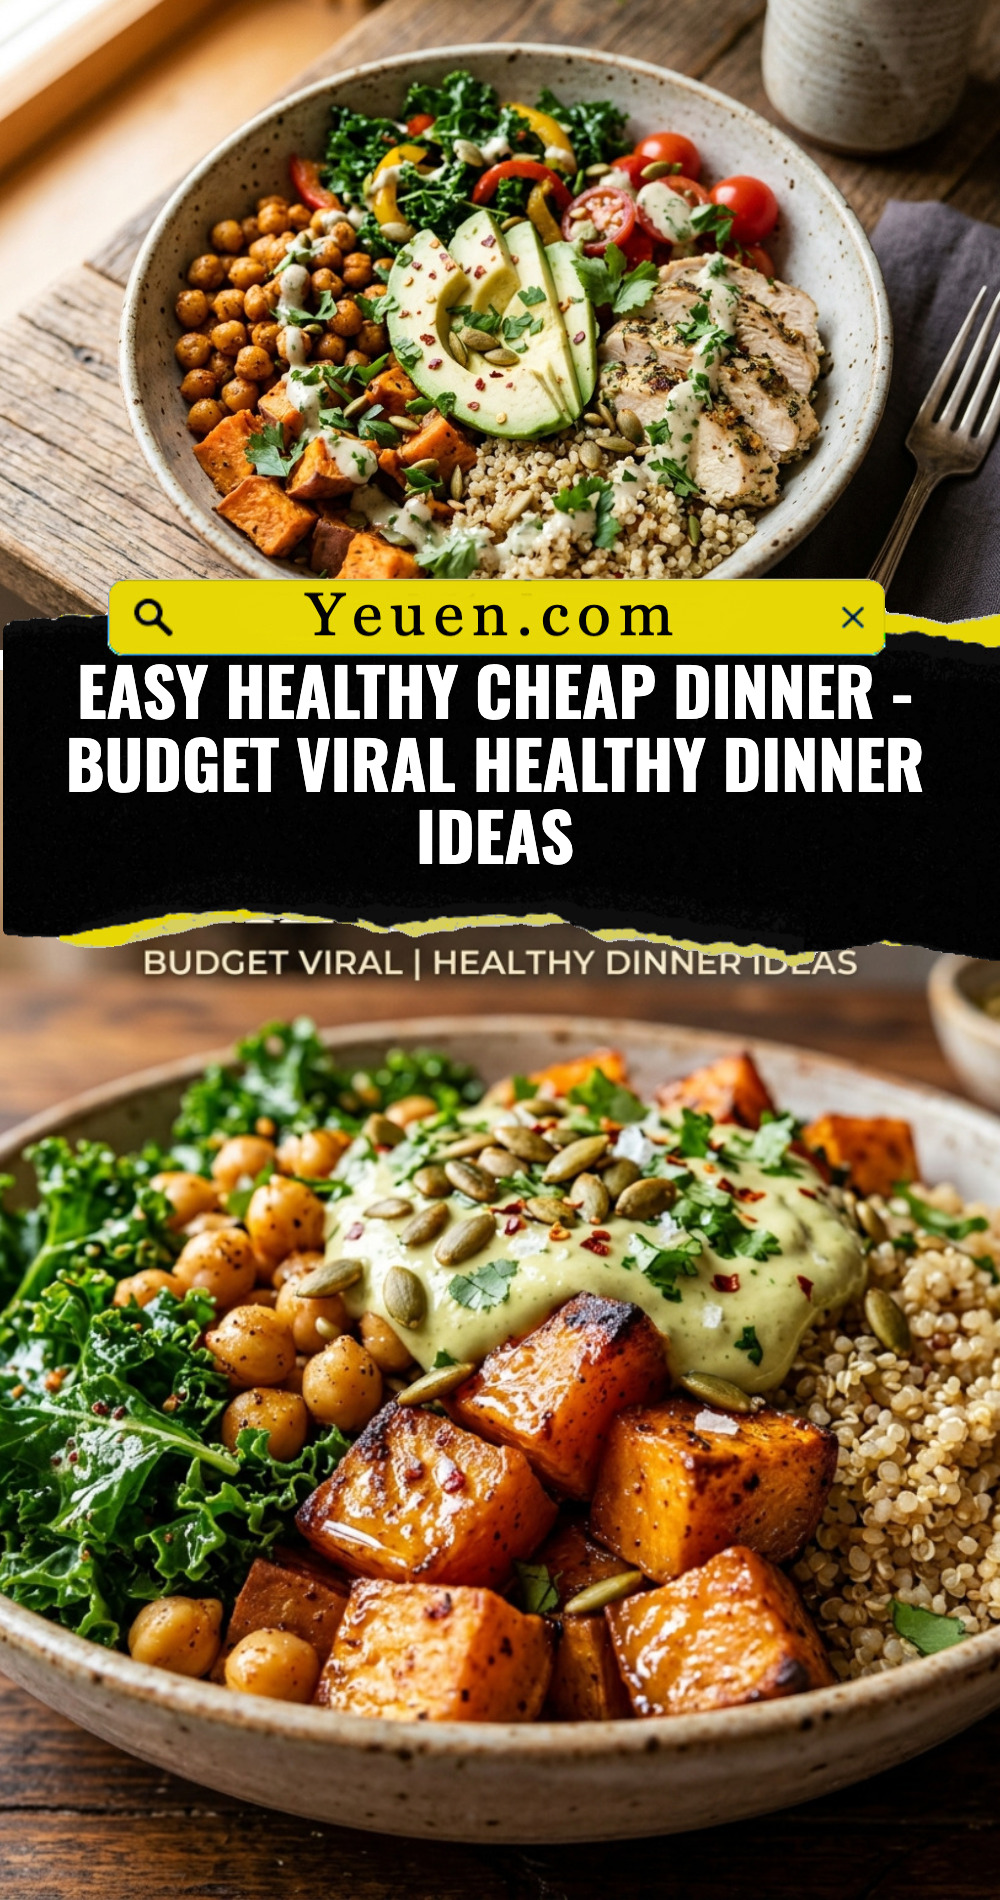 Yeuen.com
EASY HEALTHY CHEAP DINNER -
BUDGET VIRAL HEALTHY DINNER
IDEAS
BUDGET VIRAL | HEALTHY DINNER IDEAS